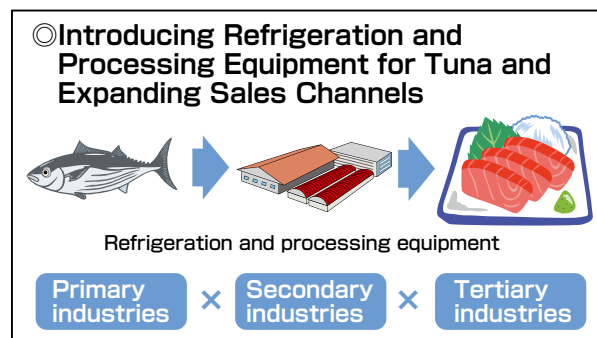 ◎Introducing Refrigeration and
Processing Equipment for Tuna and
Expanding Sales Channels
Refrigeration and processing equipment
Primary
industries
×
Secondary
industries
×
Tertiary
industries